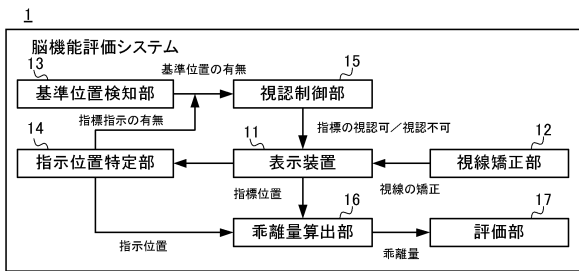 1
脳機能評価システム
13
基準位置の有無
15
基準位置検知部
視認制御部
指標指示の有無
14
指標の視認可／視認不可
11
12
指示位置特定部
表示装置
視線矯正部
指標位置
視線の矯正
16
17
乖離量算出部
評価部
指示位置
乖離量